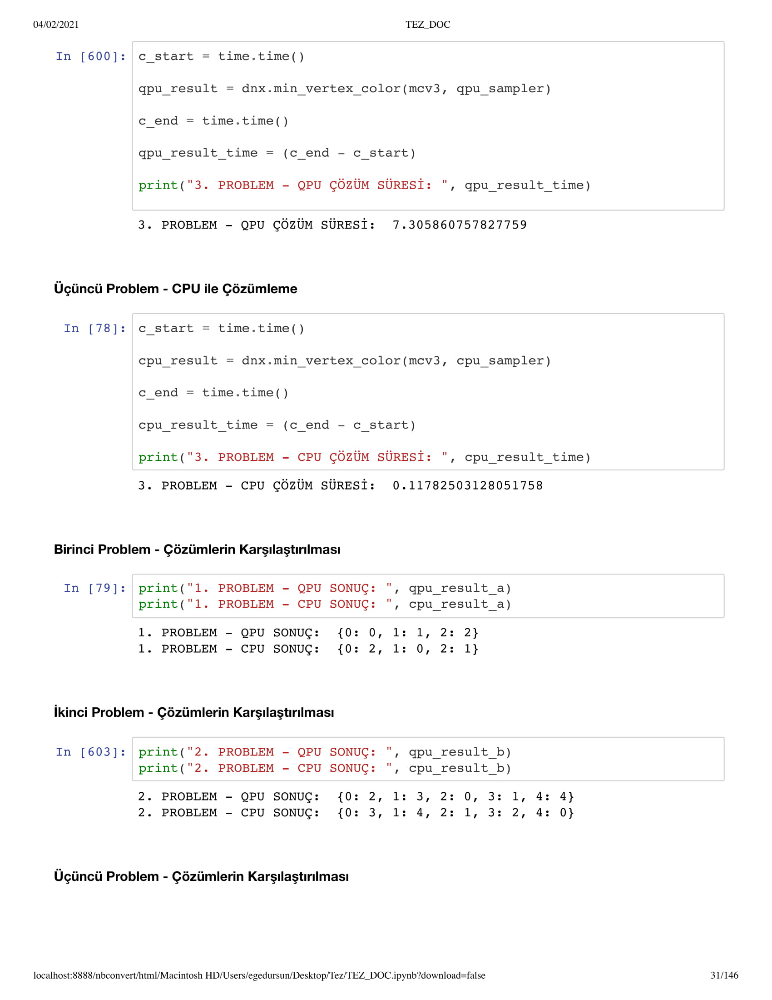 04/02/2021 TEZ_DOC
In [600]: c_start = time.time()
qpu_result = dnx.min_vertex_color(mcv3, qpu_sampler)
c_end = time.time()
qpu_result_time = (c_end - c_start)
print("3. PROBLEM - QPU ÇÖZÜM SÜRESİ: ", qpu_result_time)
3. PROBLEM - QPU ÇÖZÜM SÜRESİ:  7.305860757827759
Üçüncü Problem - CPU ile Çözümleme
In [78]: c_start = time.time()
cpu_result = dnx.min_vertex_color(mcv3, cpu_sampler)
c_end = time.time()
cpu_result_time = (c_end - c_start)
print("3. PROBLEM - CPU ÇÖZÜM SÜRESİ: ", cpu_result_time)
3. PROBLEM - CPU ÇÖZÜM SÜRESİ:  0.11782503128051758
Birinci Problem - Çözümlerin Karşılaştırılması
In [79]: print("1. PROBLEM - QPU SONUÇ: ", qpu_result_a)
print("1. PROBLEM - CPU SONUÇ: ", cpu_result_a)
1. PROBLEM - QPU SONUÇ:  {0: 0, 1: 1, 2: 2}
1. PROBLEM - CPU SONUÇ:  {0: 2, 1: 0, 2: 1}
İkinci Problem - Çözümlerin Karşılaştırılması
In [603]: print("2. PROBLEM - QPU SONUÇ: ", qpu_result_b)
print("2. PROBLEM - CPU SONUÇ: ", cpu_result_b)
2. PROBLEM - QPU SONUÇ:  {0: 2, 1: 3, 2: 0, 3: 1, 4: 4}
2. PROBLEM - CPU SONUÇ:  {0: 3, 1: 4, 2: 1, 3: 2, 4: 0}
Üçüncü Problem - Çözümlerin Karşılaştırılması
localhost:8888/nbconvert/html/Macintosh HD/Users/egedursun/Desktop/Tez/TEZ_DOC.ipynb?download=false 31/146